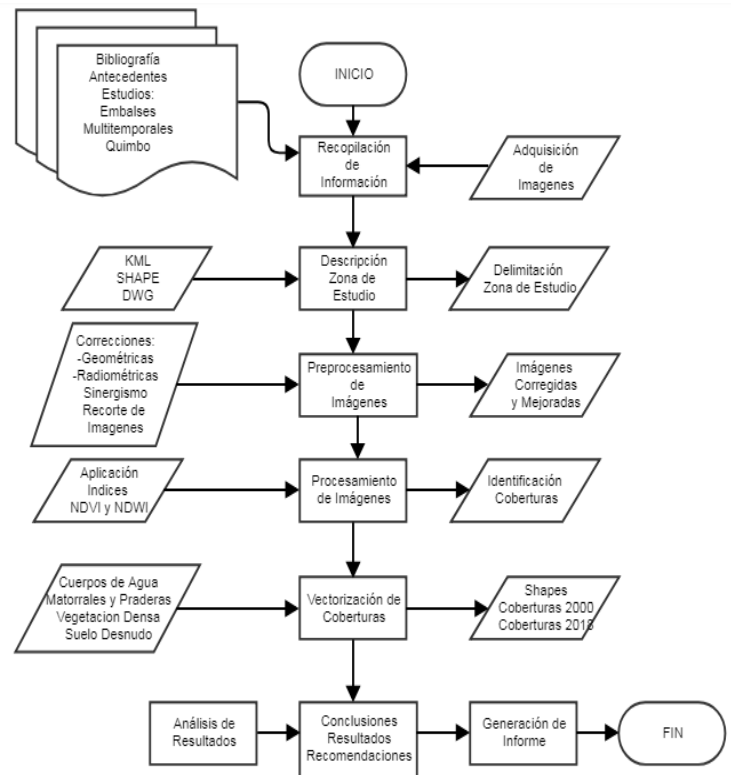 Bibliografía
Antecedentes
Estudios:
Embalses
Multitemporales
Quimbo
INICIO
Recopilación
de
Información
Adquisición
de
Imagenes
KML
SHAPE
DWG
Descripción
Zona de
Estudio
Delimitación
Zona de Estudio
Correcciones:
-Geométricas
-Radiométricas
Sinergismo
Recorte de
Imagenes
Preprocesamiento
de
Imágenes
Imágenes
Corregidas
y Mejoradas
Aplicación
Indices
NDVI y NDWI
Procesamiento
de Imágenes
Identificación
Coberturas
Cuerpos de Agua
Matorrales y Praderas
Vegetacion Densa
Suelo Desnudo
Vectorización de
Coberturas
Shapes
Coberturas 2000
Coberturas 2018
Análisis de
Resultados
Conclusiones
Resultados
Recomendaciones
Generación de
Informe
FIN